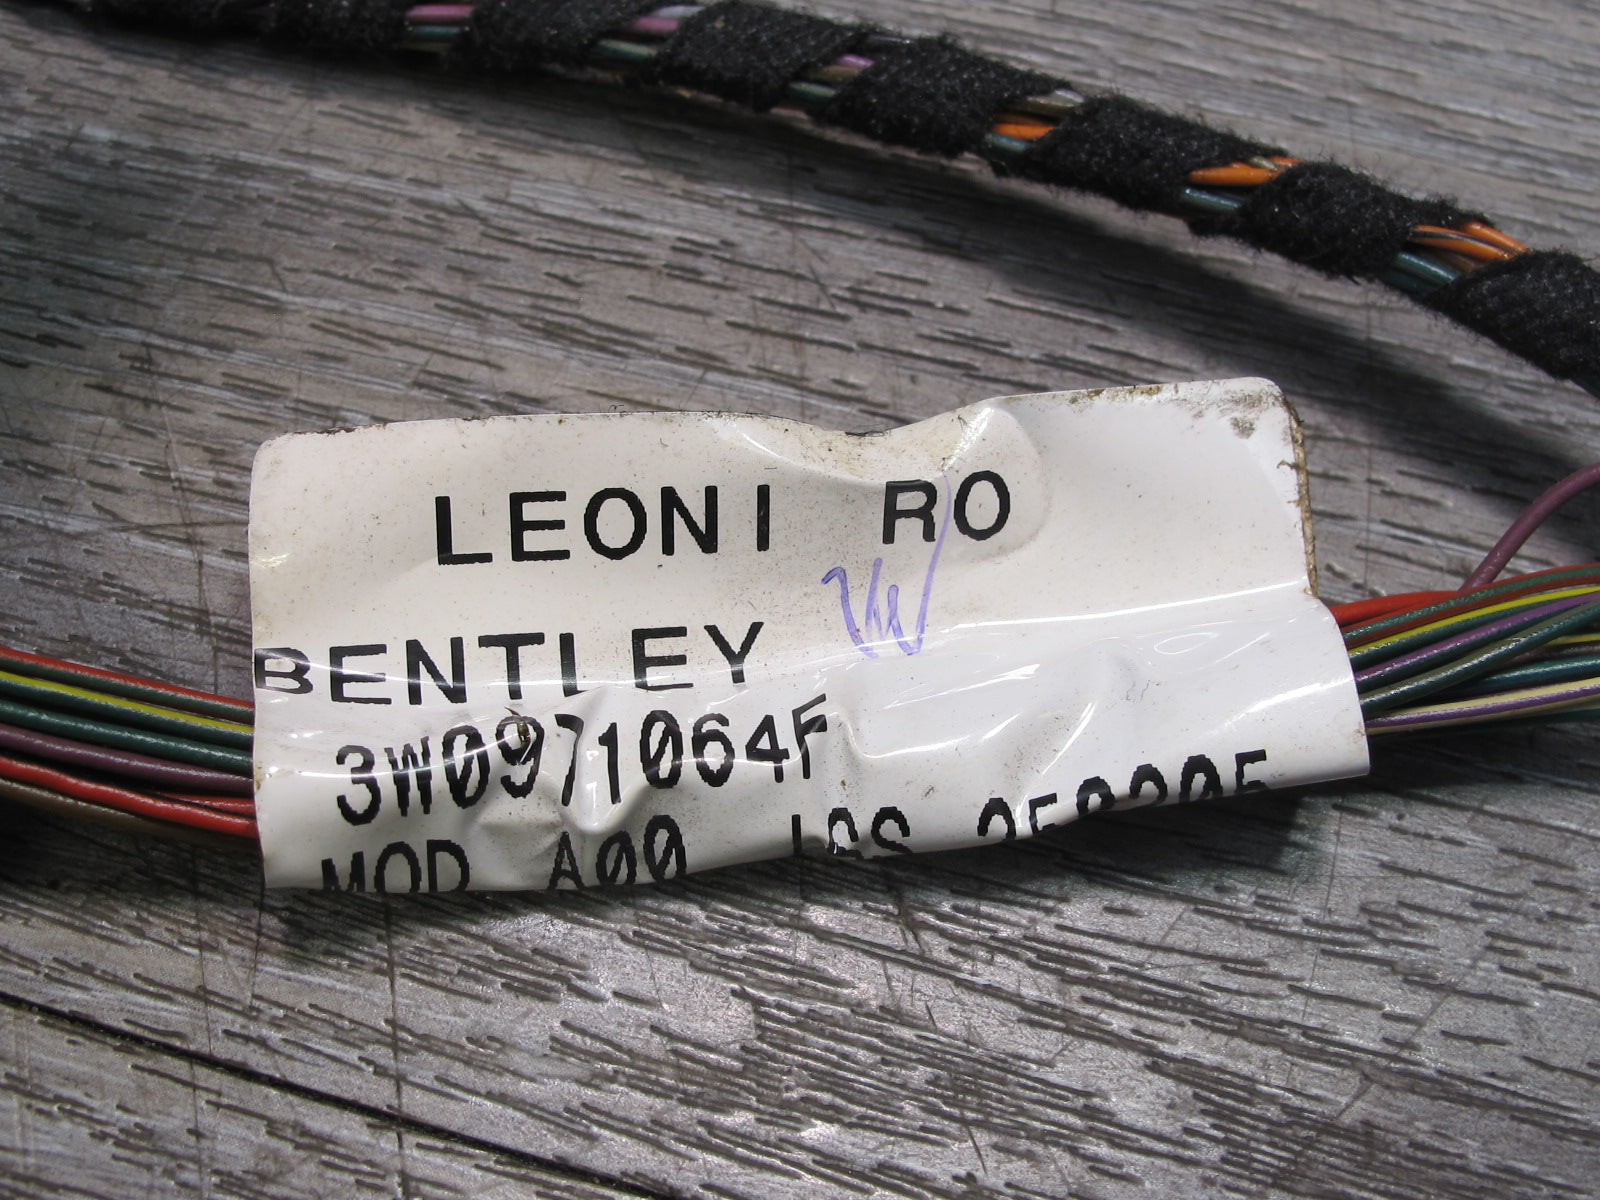 LEONI RO
BENTLEY
3W0971064F
MOD A00